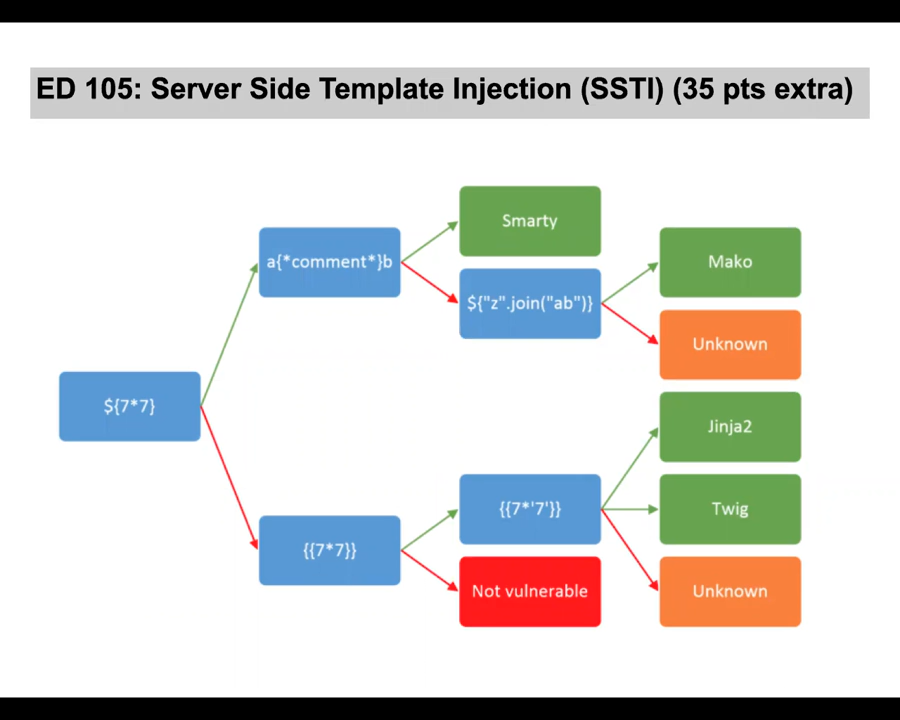 ED 105: Server Side Template Injection (SSTI) (35 pts extra)
Smarty
a{*comment*}b
Mako
${"z".join("ab")}
Unknown
${7*7}
Jinja2
{{7*'7'}}
Twig
{{7*7}}
Not vulnerable
Unknown